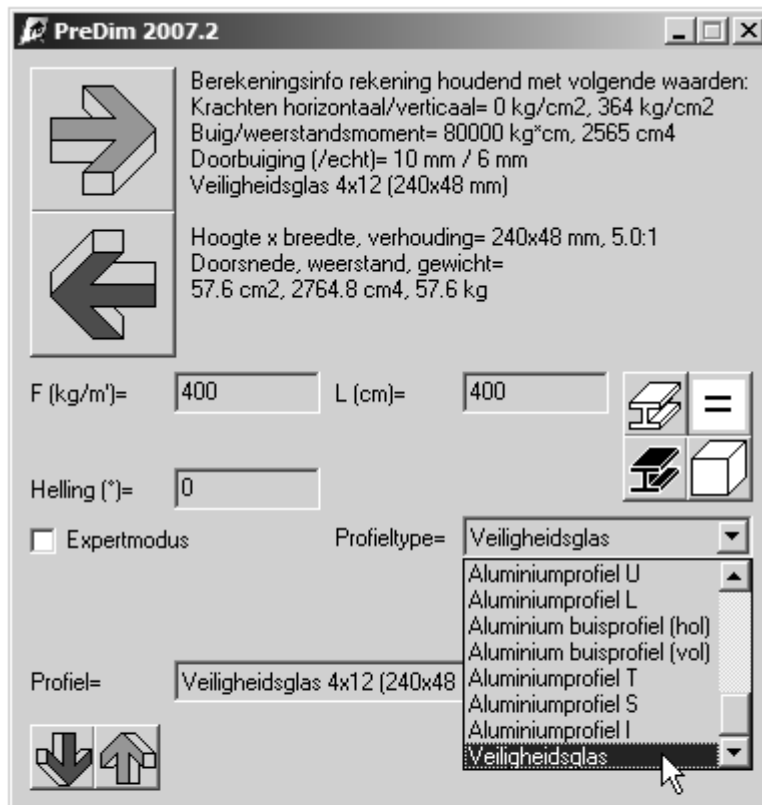 PreDim 2007.2
Berekeningsinfo rekening houdend met volgende waarden:
Krachten horizontaal/verticaal= 0 kg/cm2, 364 kg/cm2
Buig/weerstandsmoment= 80000 kg*cm, 2565 cm4
Doorbuiging (/echt)= 10 mm / 6 mm
Veiligheidsglas 4x12 (240x48 mm)
Hoogte x breedte, verhouding= 240x48 mm, 5.0:1
Doorsnede, weerstand, gewicht=
57.6 cm2, 2764.8 cm4, 57.6 kg
F (kg/m')= 400 L (cm)= 400
=
Helling (°)= 0
Expertmodus Profieltype= Veiligheidsglas
Aluminiumprofiel U
Aluminiumprofiel L
Aluminium buisprofiel (hol)
Aluminium buisprofiel (vol)
Aluminiumprofiel T
Aluminiumprofiel S
Aluminiumprofiel I
Veiligheidsglas
Profiel= Veiligheidsglas 4x12 (240x48